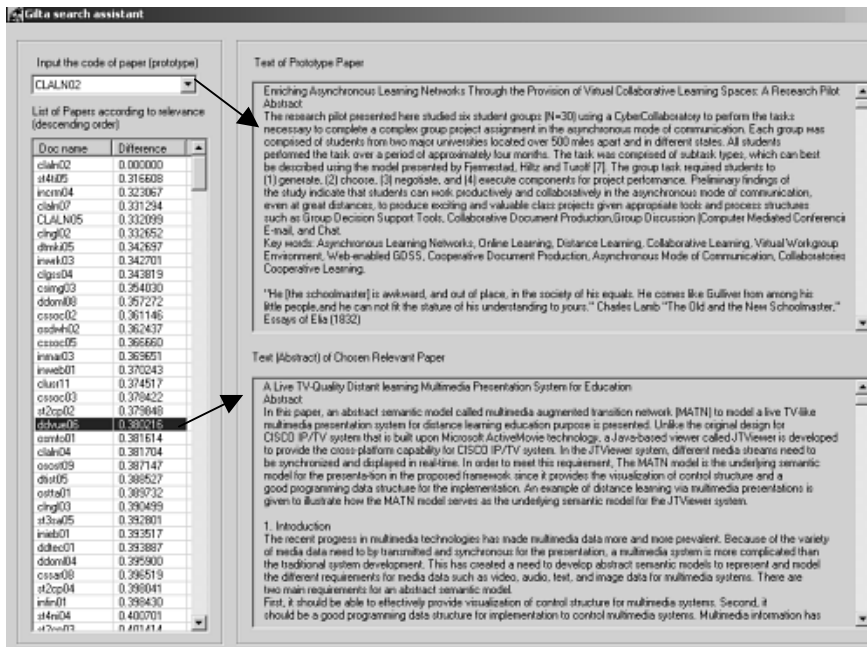 Gilta search assistant
Input the code of paper (prototype)
CLALN02
List of Papers according to relevance
(descending order)
Doc name Difference
claln02 0.000000
st4ti05 0.316608
incrm04 0.323067
claln07 0.331294
CLALN05 0.332099
clngl02 0.332652
dtmki05 0.342697
inwrk03 0.342701
clgss04 0.343819
csimg03 0.354030
ddoml08 0.357272
cssoc02 0.361146
osdwh02 0.362437
cssoc05 0.366660
inmar03 0.369651
inweb01 0.370243
clusr11 0.374517
cssoc03 0.378422
st2cp02 0.379848
ddvue06 0.380216
osmto01 0.381614
claln04 0.381704
osost09 0.387147
dtist05 0.388527
ostta01 0.389732
clngl03 0.390499
st3sa05 0.392801
inieb01 0.393517
ddtec01 0.393887
ddoml04 0.395900
cssar08 0.396519
st2cp04 0.398041
infin01 0.398430
st4ni04 0.400701
st2cp03 0.401414
Text of Prototype Paper
Enriching Asynchronous Learning Networks Through the Provision of Virtual Collaborative Learning Spaces: A Research Pilot
Abstract
The research pilot presented here studied six student groups (N=30) using a CyberCollaboratory to perform the tasks
necessary to complete a complex group project assignment in the asynchronous mode of communication. Each group was
comprised of students from two major universities located over 500 miles apart and in different states. All students
performed the task over a period of approximately four months. The task was comprised of subtask types, which can best
be described using the model presented by Fjermestad, Hiltz and Turoff [7]. The group task required students to
(1) generate, (2) choose, (3) negotiate, and (4) execute components for project performance. Preliminary findings of
the study indicate that students can work productively and collaboratively in the asynchronous mode of communication,
even at great distances, to produce exciting and valuable class projects given appropriate tools and process structures
such as Group Decision Support Tools, Collaborative Document Production,Group Discussion (Computer Mediated Conferenci
E-mail, and Chat.
Key words: Asynchronous Learning Networks, Online Learning, Distance Learning, Collaborative Learning, Virtual Workgroup
Environment, Web-enabled GDSS, Cooperative Document Production, Asynchronous Mode of Communication, Collaboratories
Cooperative Learning.
"He [the schoolmaster] is awkward, and out of place, in the society of his equals. He comes like Gulliver from among his
little people,and he can not fit the stature of his understanding to yours." Charles Lamb "The Old and the New Schoolmaster,"
Essays of Elia (1832)
Text (Abstract) of Chosen Relevant Paper
A Live TV-Quality Distant learning Multimedia Presentation System for Education
Abstract
In this paper, an abstract semantic model called multimedia augmented transition network (MATN) to model a live TV-like
multimedia presentation system for distance learning education purpose is presented. Unlike the original design for
CISCO IP/TV system that is built upon Microsoft ActiveMovie technology, a Java-based viewer called JTViewer is developed
to provide the cross-platform capability for CISCO IP/TV system. In the JTViewer system, different media streams need to
be synchronized and displayed in real-time. In order to meet this requirement, The MATN model is the underlying semantic
model for the presenta-tion in the proposed framework since it provides the visualization of control structure and a
good programming data structure for the implementation. An example of distance learning via multimedia presentations is
given to illustrate how the MATN model serves as the underlying semantic model for the JTViewer system.
1. Introduction
The recent progress in multimedia technologies has made multimedia data more and more prevalent. Because of the variety
of media data need to by transmitted and synchronous for the presentation, a multimedia system is more complicated than
the traditional system development. This has created a need to develop abstract semantic models to represent and model
the different requirements for media data such as video, audio, text, and image data for multimedia systems. There are
two main requirements for an abstract semantic model.
First, it should be able to effectively provide visualization of control structure for multimedia systems. Second, it
should be a good programming data structure for implementation to control multimedia systems. Multimedia information has